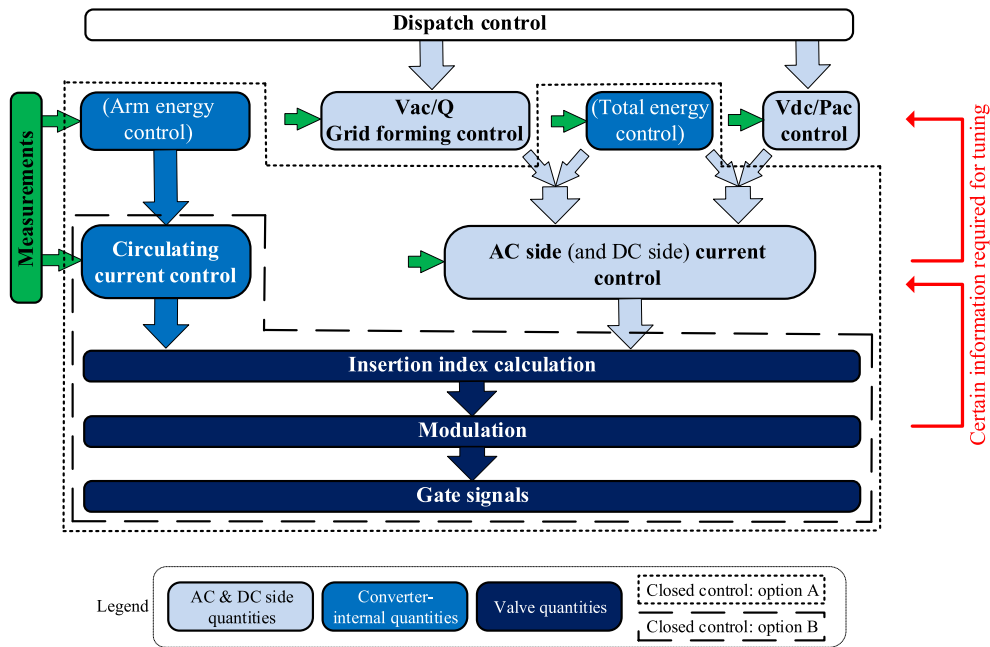 Dispatch control
Measurements
(Arm energy
control)
Vac/Q
Grid forming control
(Total energy
control)
Vdc/Pac
control
Circulating
current control
AC side (and DC side) current
control
Certain information required for tuning
Insertion index calculation
Modulation
Gate signals
Legend
AC & DC side
quantities
Converter-
internal quantities
Valve quantities
Closed control: option A
Closed control: option B